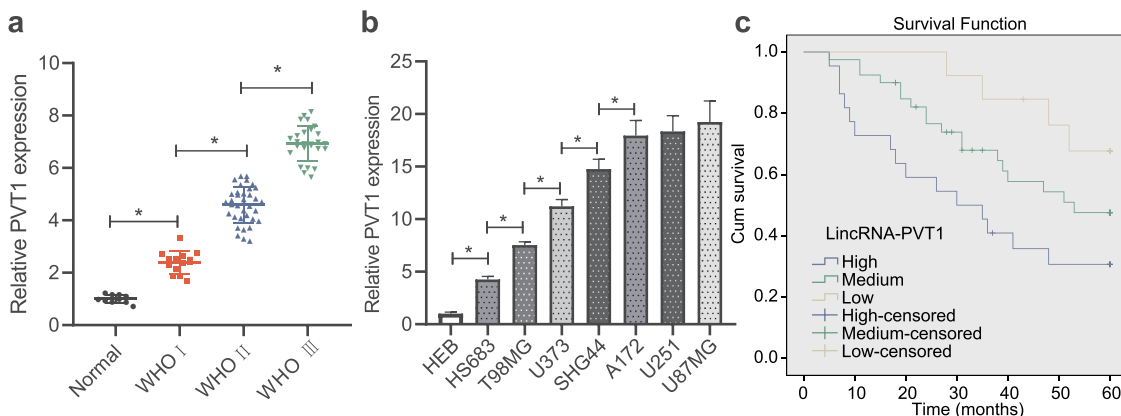 a
Relative PVT1 expression
10
8
6
4
2
0
*
*
*
Normal
WHO Ⅰ
WHO Ⅱ
WHO Ⅲ
b
Relative PVT1 expression
25
20
15
10
5
0
*
*
*
*
*
HEB
HS683
T98MG
U373
SHG44
A172
U251
U87MG
c
Survival Function
Cum survival
1.0
0.8
0.6
0.4
0.2
0.0
LincRNA-PVT1
High
Medium
Low
High-censored
Medium-censored
Low-censored
0
10
20
30
40
50
60
Time (months)